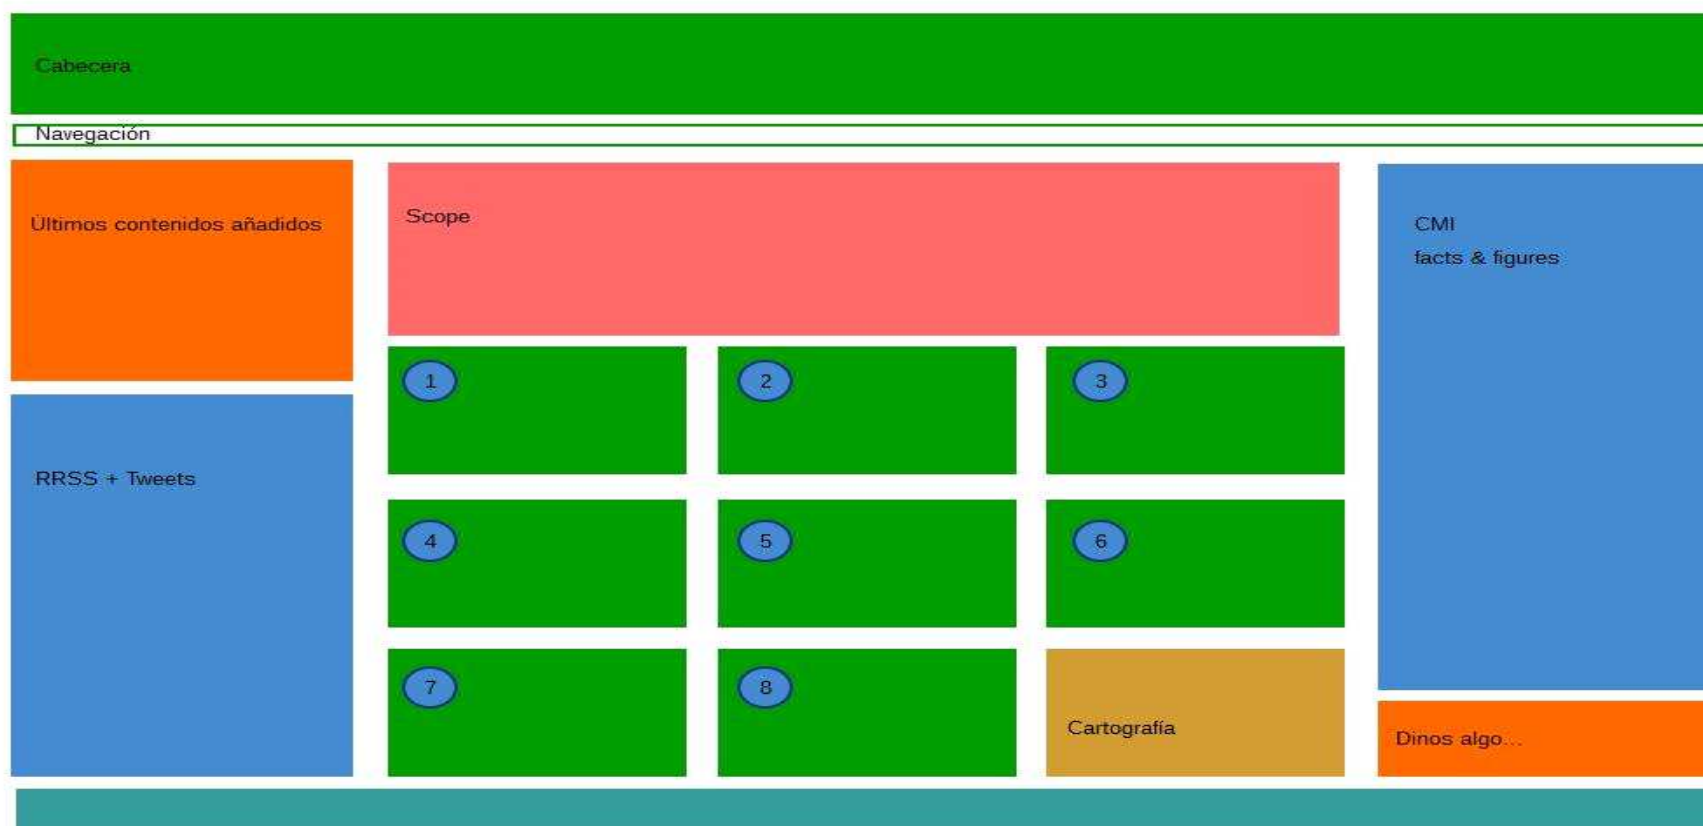 Cabecera
Navegación
Últimos contenidos añadidos
RRSS + Tweets
Scope
1
2
3
4
5
6
7
8
Cartografía
CMI
facts & figures
Dinos algo...